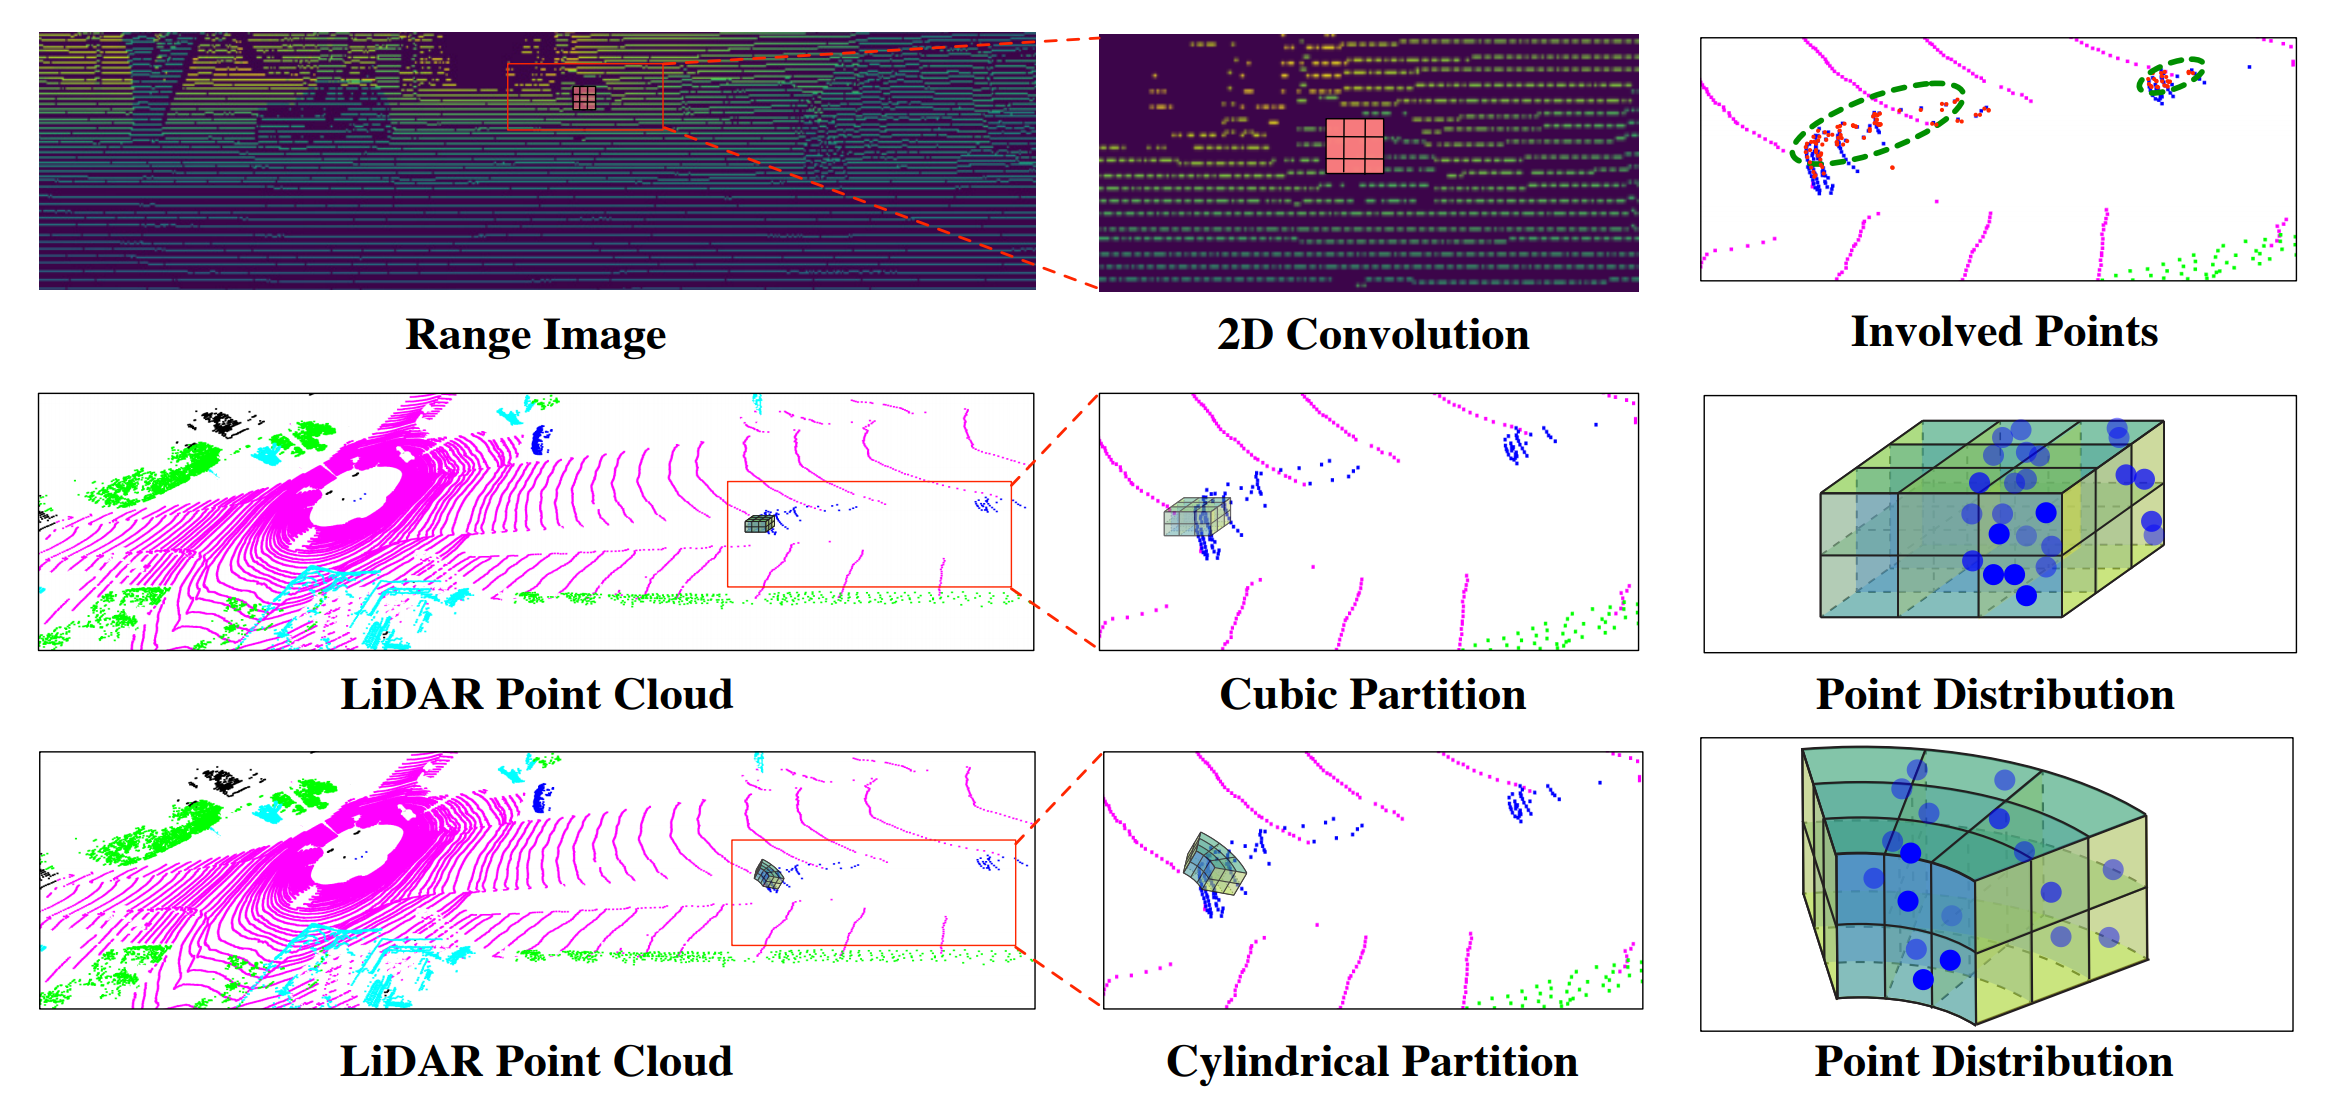 Range Image
2D Convolution
Involved Points
LiDAR Point Cloud
Cubic Partition
Point Distribution
LiDAR Point Cloud
Cylindrical Partition
Point Distribution